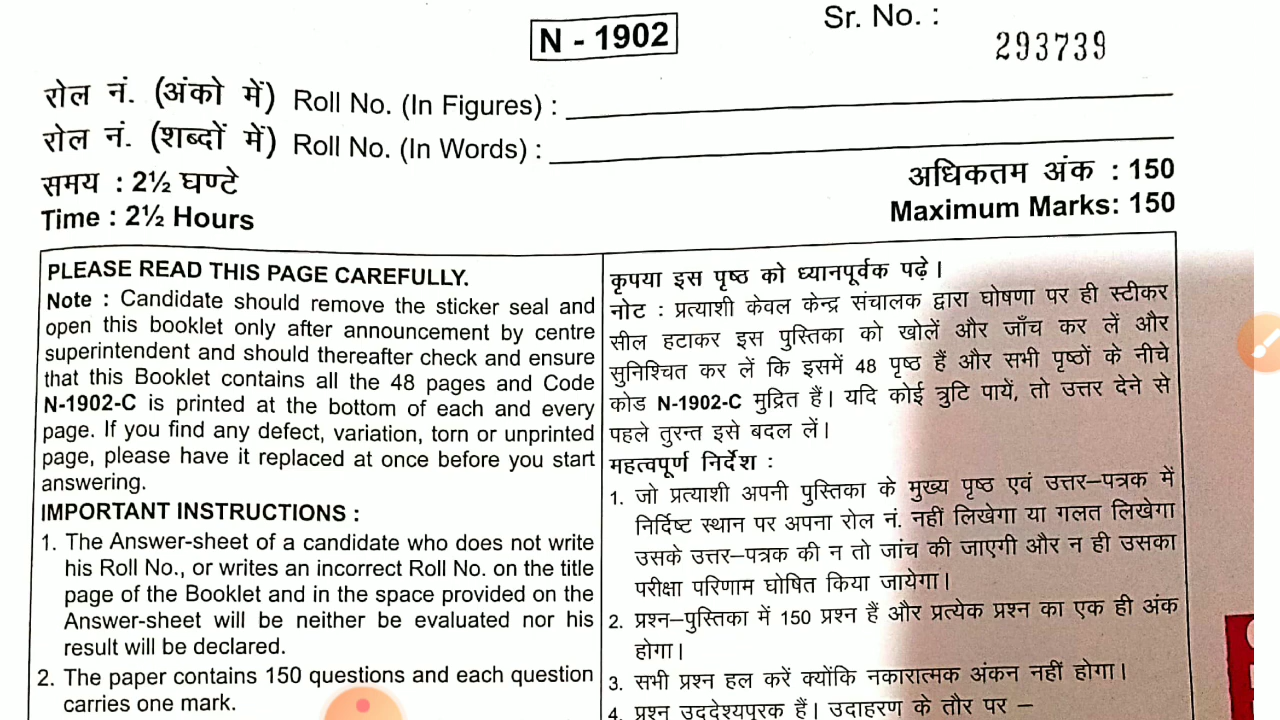 N - 1902
Sr. No. :
293739
रोल नं. (अंको में) Roll No. (In Figures) :
रोल नं. (शब्दों में) Roll No. (In Words) :
समय : 2½ घण्टे
Time : 2½ Hours
अधिकतम अंक : 150
Maximum Marks: 150
PLEASE READ THIS PAGE CAREFULLY.
Note : Candidate should remove the sticker seal and
open this booklet only after announcement by centre
superintendent and should thereafter check and ensure
that this Booklet contains all the 48 pages and Code
N-1902-C is printed at the bottom of each and every
page. If you find any defect, variation, torn or unprinted
page, please have it replaced at once before you start
answering.
IMPORTANT INSTRUCTIONS :
1. The Answer-sheet of a candidate who does not write
his Roll No., or writes an incorrect Roll No. on the title
page of the Booklet and in the space provided on the
Answer-sheet will be neither be evaluated nor his
result will be declared.
2. The paper contains 150 questions and each question
carries one mark.
कृपया इस पृष्ठ को ध्यानपूर्वक पढ़े।
नोट : प्रत्याशी केवल केन्द्र संचालक द्वारा घोषणा पर ही स्टीकर
सील हटाकर इस पुस्तिका को खोलें और जाँच कर लें और
सुनिश्चित कर लें कि इसमें 48 पृष्ठ हैं और सभी पृष्ठों के नीचे
कोड N-1902-C मुद्रित हैं। यदि कोई त्रुटि पायें, तो उत्तर देने से
पहले तुरन्त इसे बदल लें।
महत्वपूर्ण निर्देश :
1. जो प्रत्याशी अपनी पुस्तिका के मुख्य पृष्ठ एवं उत्तर–पत्रक में
निर्दिष्ट स्थान पर अपना रोल नं. नहीं लिखेगा या गलत लिखेगा
उसके उत्तर–पत्रक की न तो जांच की जाएगी और न ही उसका
परीक्षा परिणाम घोषित किया जायेगा।
2. प्रश्न–पुस्तिका में 150 प्रश्न हैं और प्रत्येक प्रश्न का एक ही अंक
होगा।
3. सभी प्रश्न हल करें क्योंकि नकारात्मक अंकन नहीं होगा।
4. प्रश्न उद्देश्यपरक हैं। उदाहरण के तौर पर –